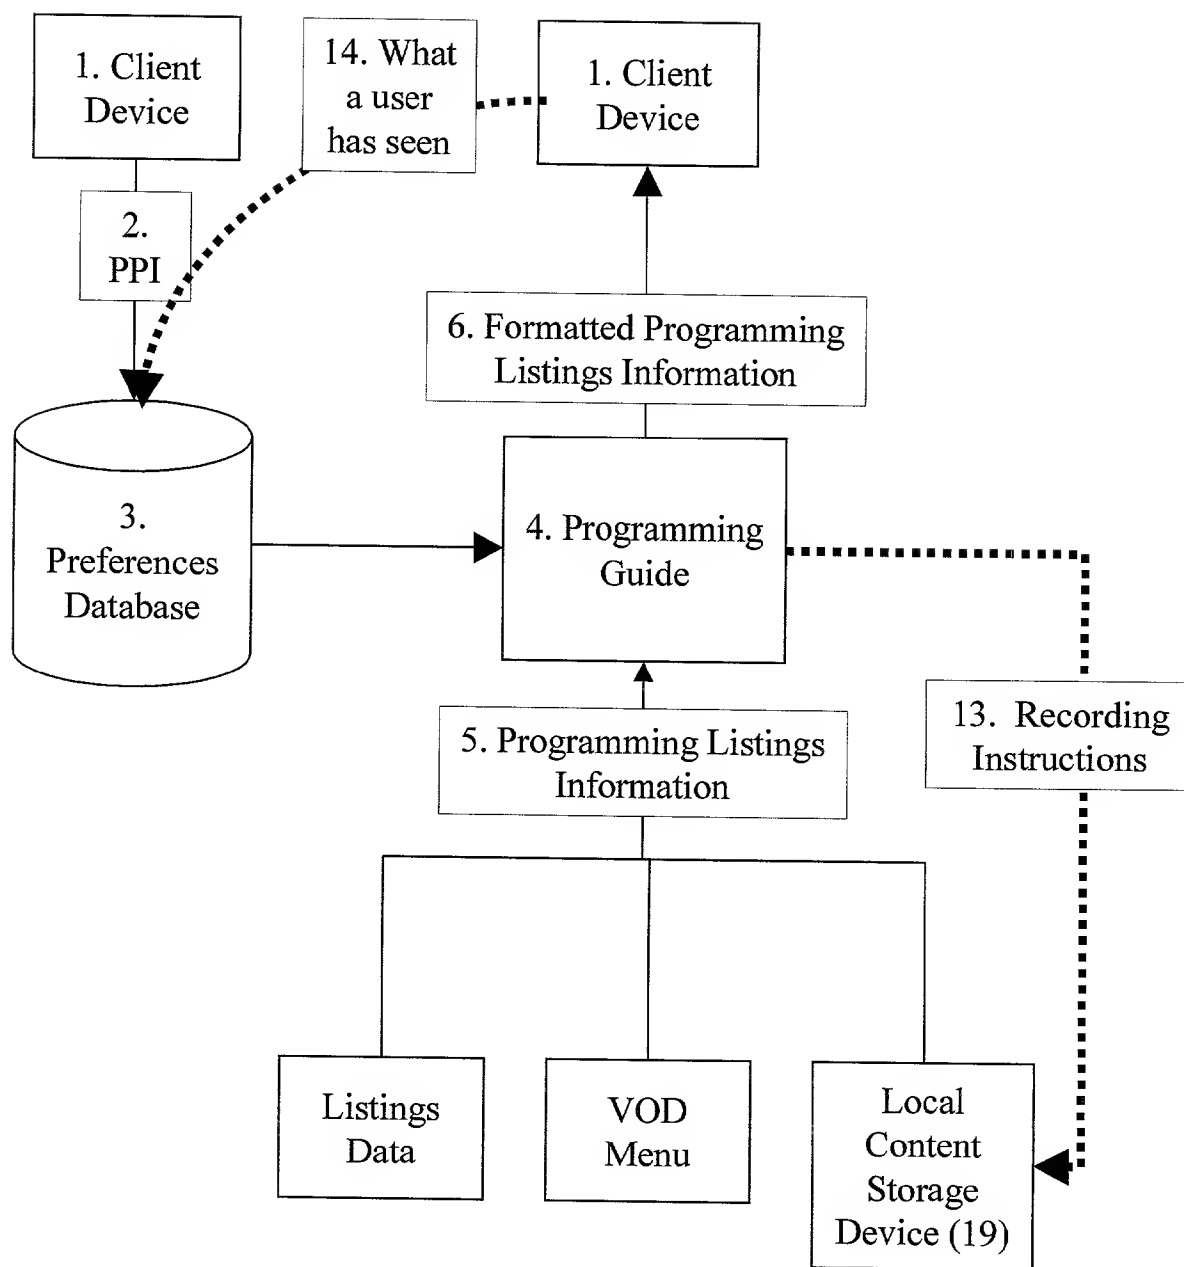 1. Client
Device
14. What
a user
has seen
1. Client
Device
2.
PPI
6. Formatted Programming
Listings Information
3.
Preferences
Database
4. Programming
Guide
5. Programming Listings
Information
13. Recording
Instructions
Listings
Data
VOD
Menu
Local
Content
Storage
Device (19)